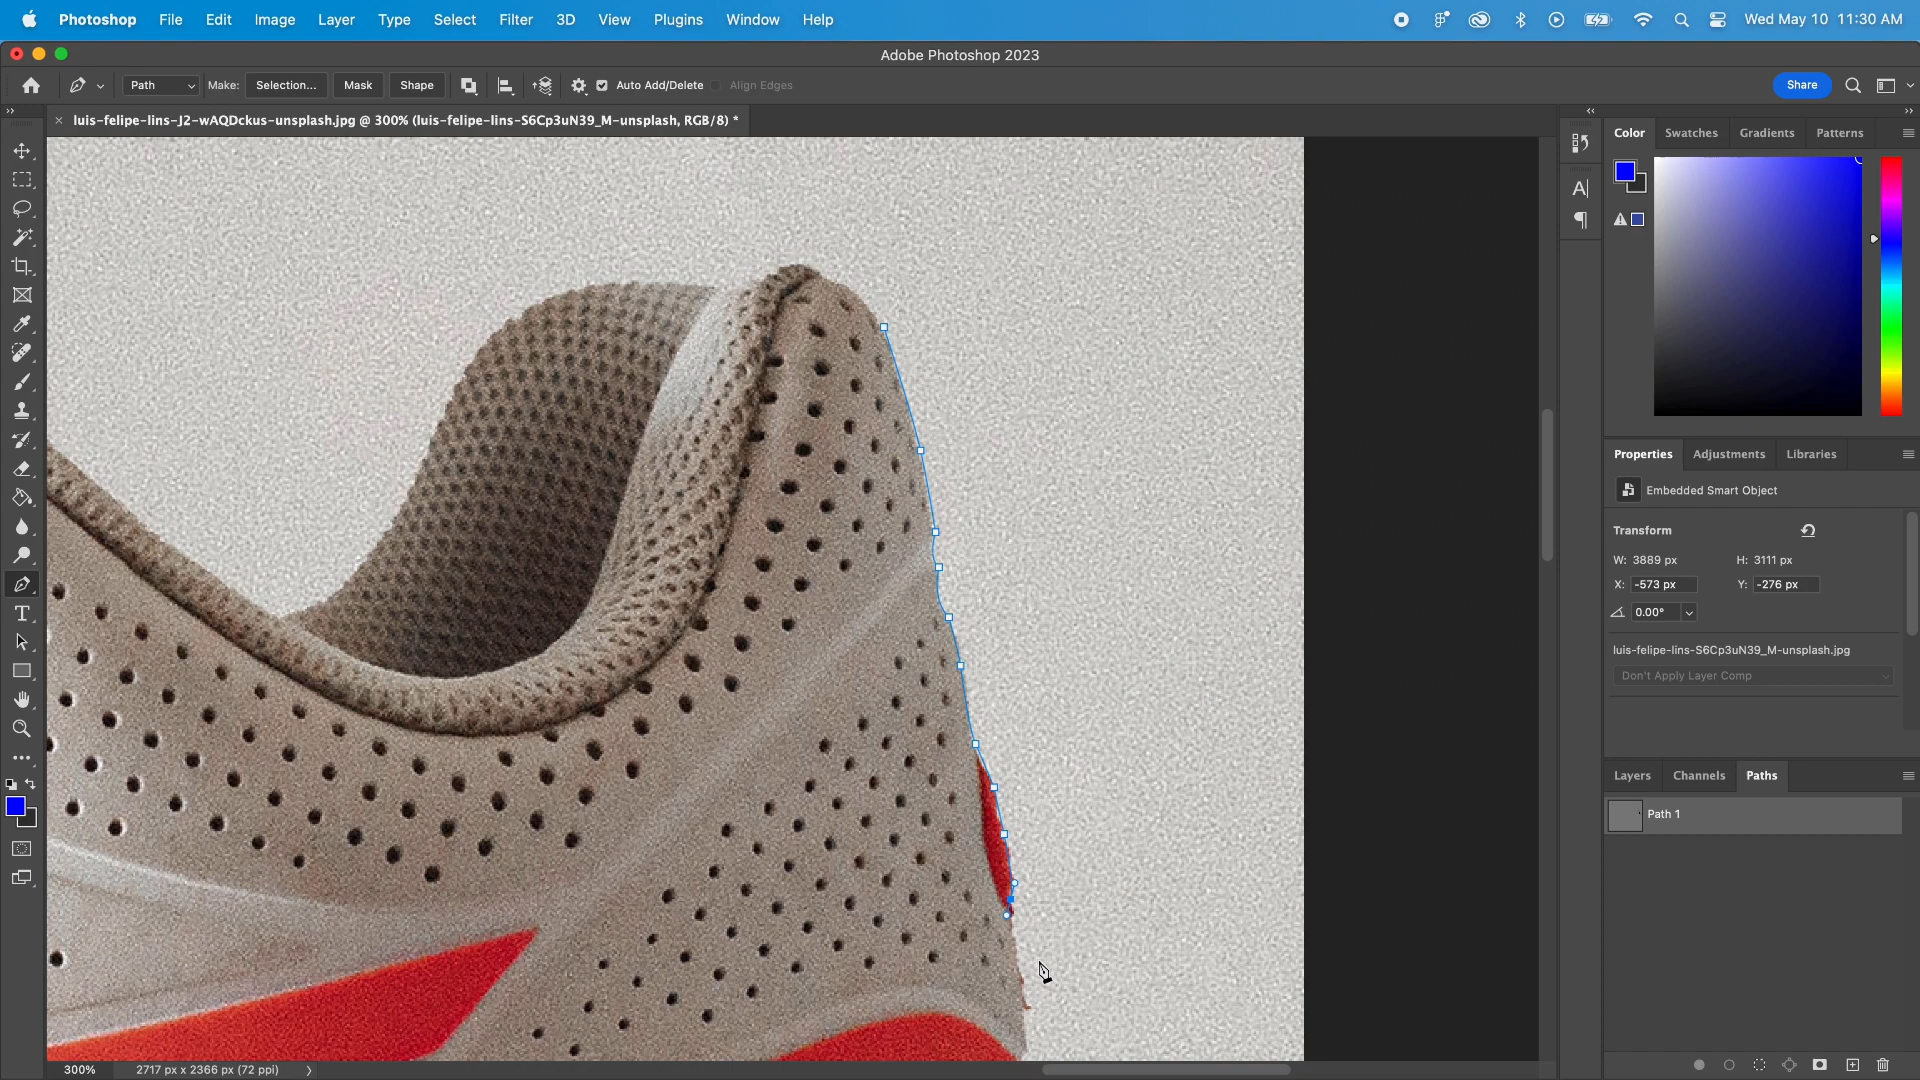 Photoshop File Edit Image Layer Type Select Filter 3D View Plugins Window Help Wed May 10 11:30 AM
Adobe Photoshop 2023
Path Make: Selection... Mask Shape Auto Add/Delete Align Edges Share
luis-felipe-lins-J2-wAQDckus-unsplash.jpg @ 300% (luis-felipe-lins-S6Cp3uN39_M-unsplash, RGB/8) *
Color Swatches Gradients Patterns
Properties Adjustments Libraries
Embedded Smart Object
Transform
W: 3889 px H: 3111 px
X: -573 px Y: -276 px
0.00°
luis-felipe-lins-S6Cp3uN39_M-unsplash.jpg
Don't Apply Layer Comp
Layers Channels Paths
Path 1
300% 2717 px x 2366 px (72 ppi)